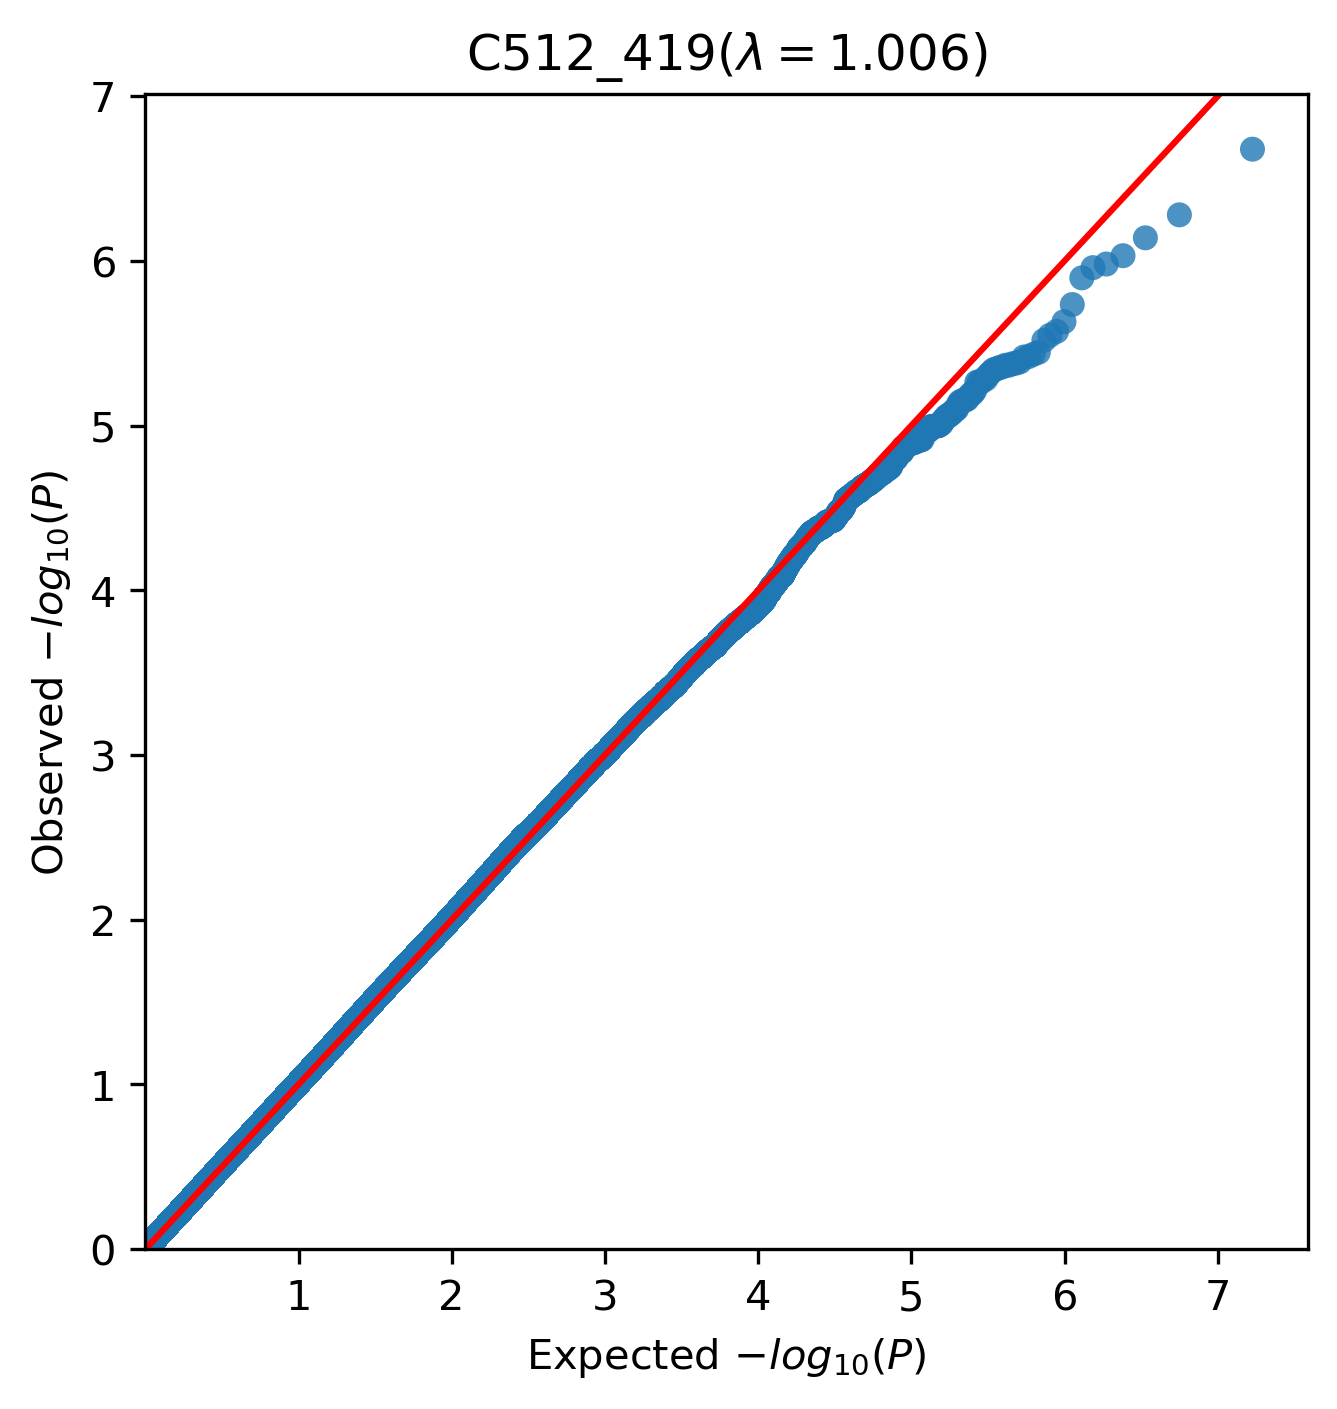 C512_419(λ = 1.006)
Observed −log₁₀(P)
7
6
5
4
3
2
1
0
1 2 3 4 5 6 7
Expected −log₁₀(P)